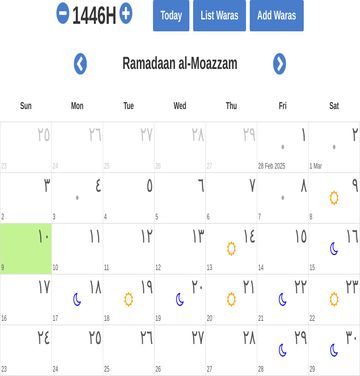 1446H Today List Waras Add Waras
Ramadaan al-Moazzam
Sun Mon Tue Wed Thu Fri Sat
٢٥ ٢٦ ٢٧ ٢٨ ٢٩ ١ ٢
23 24 25 26 27 28 Feb 2025 1 Mar
٣ ٤ ٥ ٦ ٧ ٨ ٩
2 3 4 5 6 7 8
١٠ ١١ ١٢ ١٣ ١٤ ١٥ ١٦
9 10 11 12 13 14 15
١٧ ١٨ ١٩ ٢٠ ٢١ ٢٢ ٢٣
16 17 18 19 20 21 22
٢٤ ٢٥ ٢٦ ٢٧ ٢٨ ٢٩ ٣٠
23 24 25 26 27 28 29